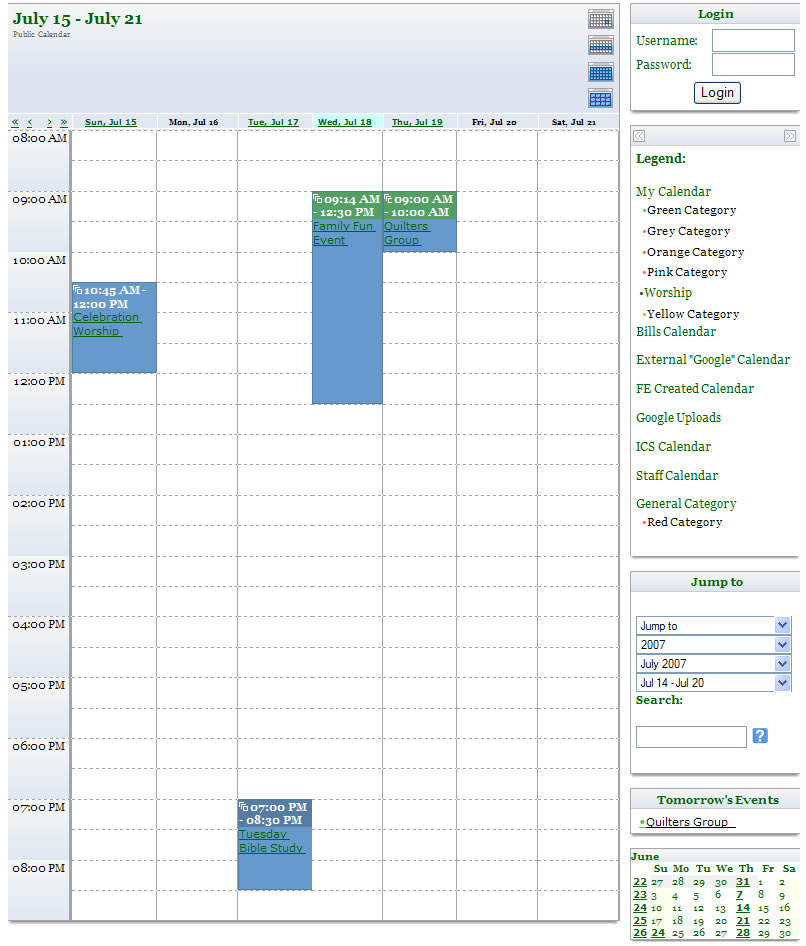 July 15 - July 21
Public Calendar
« ‹ › » Sun, Jul 15 Mon, Jul 16 Tue, Jul 17 Wed, Jul 18 Thu, Jul 19 Fri, Jul 20 Sat, Jul 21
08:00 AM
09:00 AM
10:00 AM
11:00 AM
12:00 PM
01:00 PM
02:00 PM
03:00 PM
04:00 PM
05:00 PM
06:00 PM
07:00 PM
08:00 PM
10:45 AM -
12:00 PM
Celebration
Worship
07:00 PM
- 08:30 PM
Tuesday
Bible Study
09:14 AM
- 12:30 PM
Family Fun
Event
09:00 AM
- 10:00 AM
Quilters
Group
Login
Username:
Password:
Login
Legend:
My Calendar
•Green Category
•Grey Category
•Orange Category
•Pink Category
•Worship
•Yellow Category
Bills Calendar
External "Google" Calendar
FE Created Calendar
Google Uploads
ICS Calendar
Staff Calendar
General Category
•Red Category
Jump to
Jump to
2007
July 2007
Jul 14 - Jul 20
Search:
?
Tomorrow's Events
•Quilters Group
June
Su Mo Tu We Th Fr Sa
22 27 28 29 30 31 1 2
23 3 4 5 6 7 8 9
24 10 11 12 13 14 15 16
25 17 18 19 20 21 22 23
26 24 25 26 27 28 29 30